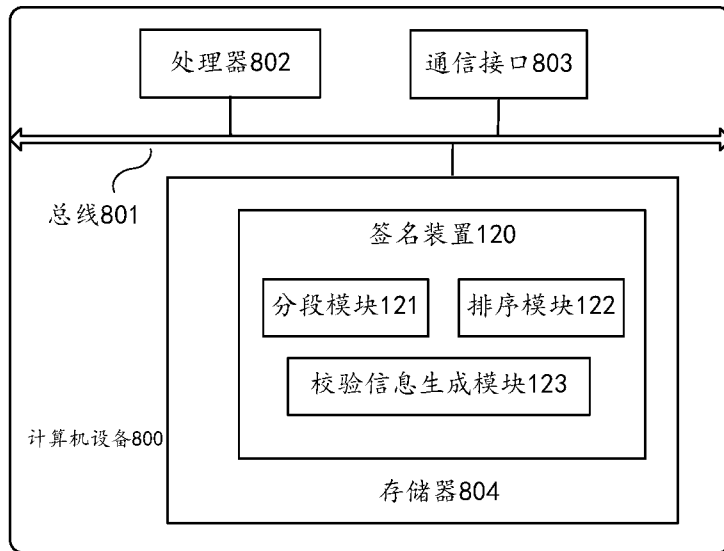 处理器802
通信接口803
总线801
签名装置120
分段模块121
排序模块122
校验信息生成模块123
计算机设备800
存储器804